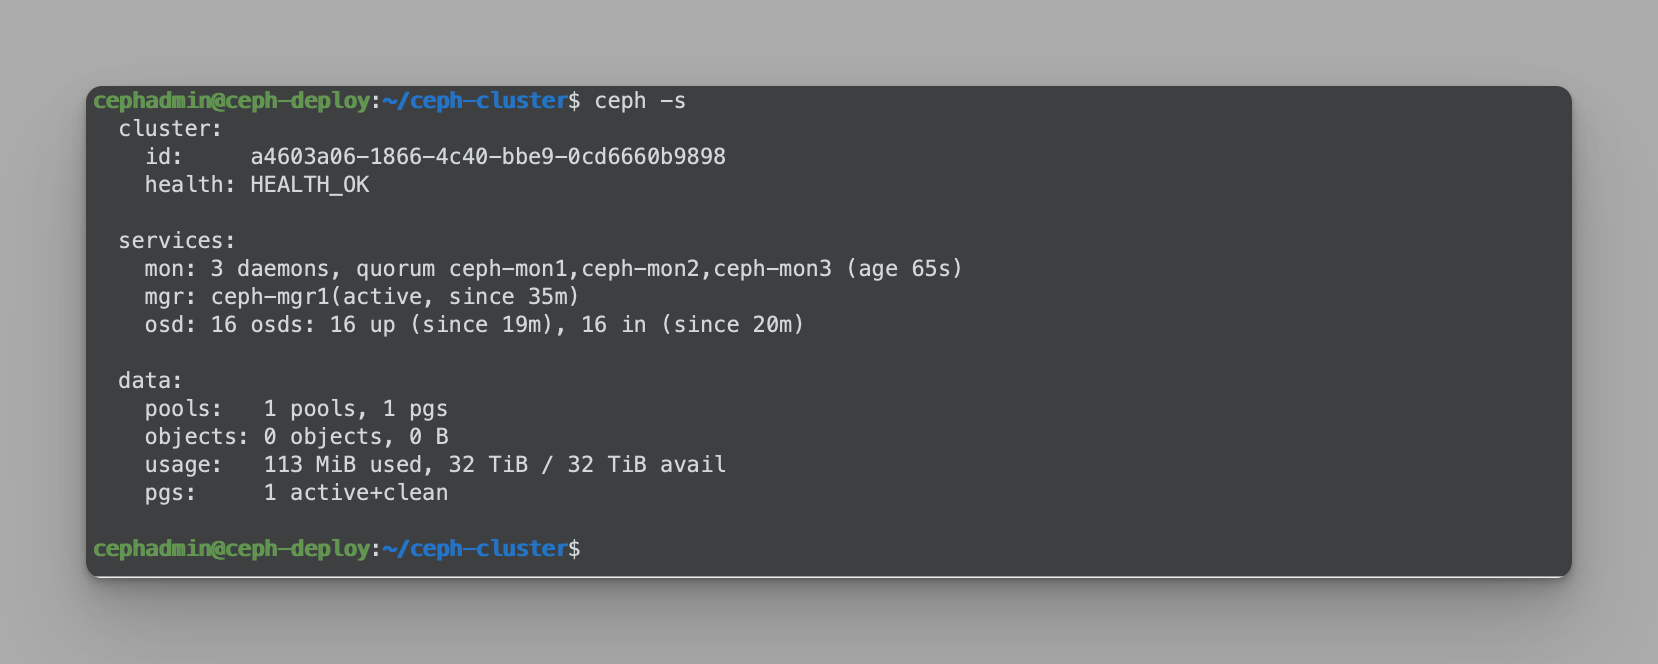 cephadmin@ceph-deploy:~/ceph-cluster$ ceph -s
  cluster:
    id:     a4603a06-1866-4c40-bbe9-0cd6660b9898
    health: HEALTH_OK

  services:
    mon: 3 daemons, quorum ceph-mon1,ceph-mon2,ceph-mon3 (age 65s)
    mgr: ceph-mgr1(active, since 35m)
    osd: 16 osds: 16 up (since 19m), 16 in (since 20m)

  data:
    pools:   1 pools, 1 pgs
    objects: 0 objects, 0 B
    usage:   113 MiB used, 32 TiB / 32 TiB avail
    pgs:     1 active+clean

cephadmin@ceph-deploy:~/ceph-cluster$